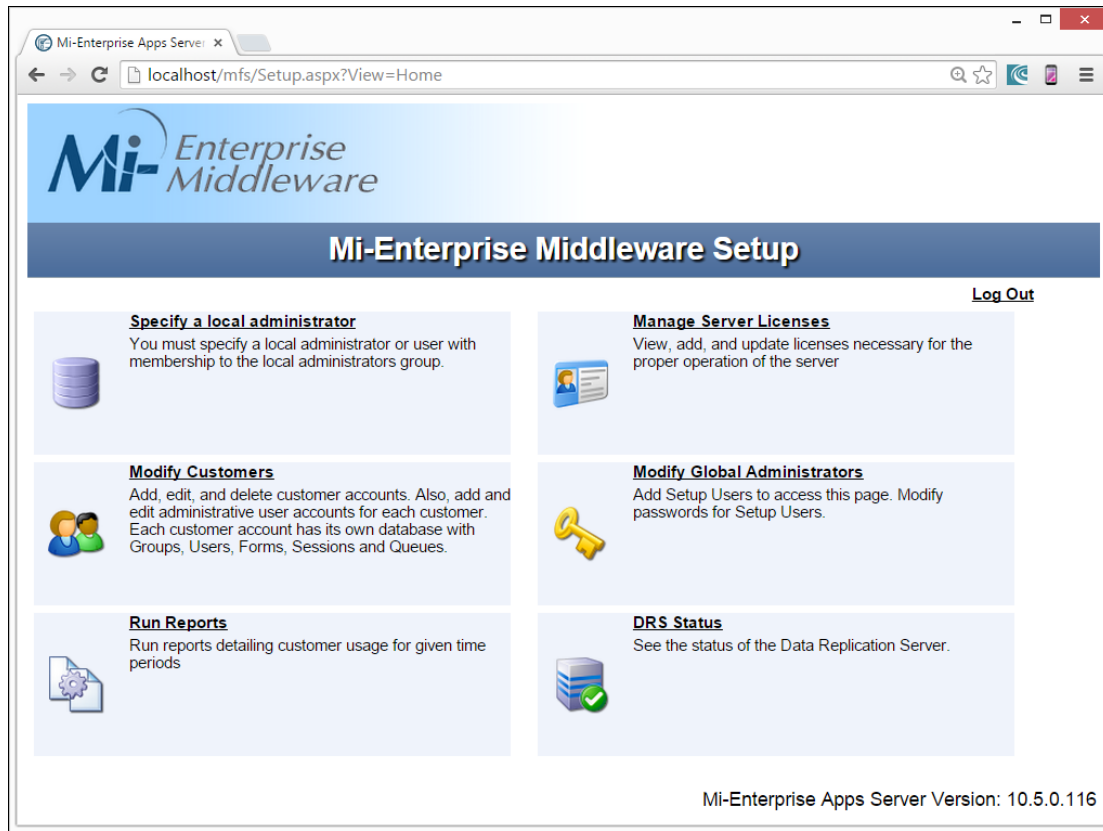 Mi-Enterprise Apps Server
localhost/mfs/Setup.aspx?View=Home
Mi-Enterprise
Middleware
Mi-Enterprise Middleware Setup
Log Out
Specify a local administrator
You must specify a local administrator or user with
membership to the local administrators group.
Manage Server Licenses
View, add, and update licenses necessary for the
proper operation of the server
Modify Customers
Add, edit, and delete customer accounts. Also, add and
edit administrative user accounts for each customer.
Each customer account has its own database with
Groups, Users, Forms, Sessions and Queues.
Modify Global Administrators
Add Setup Users to access this page. Modify
passwords for Setup Users.
Run Reports
Run reports detailing customer usage for given time
periods
DRS Status
See the status of the Data Replication Server.
Mi-Enterprise Apps Server Version: 10.5.0.116